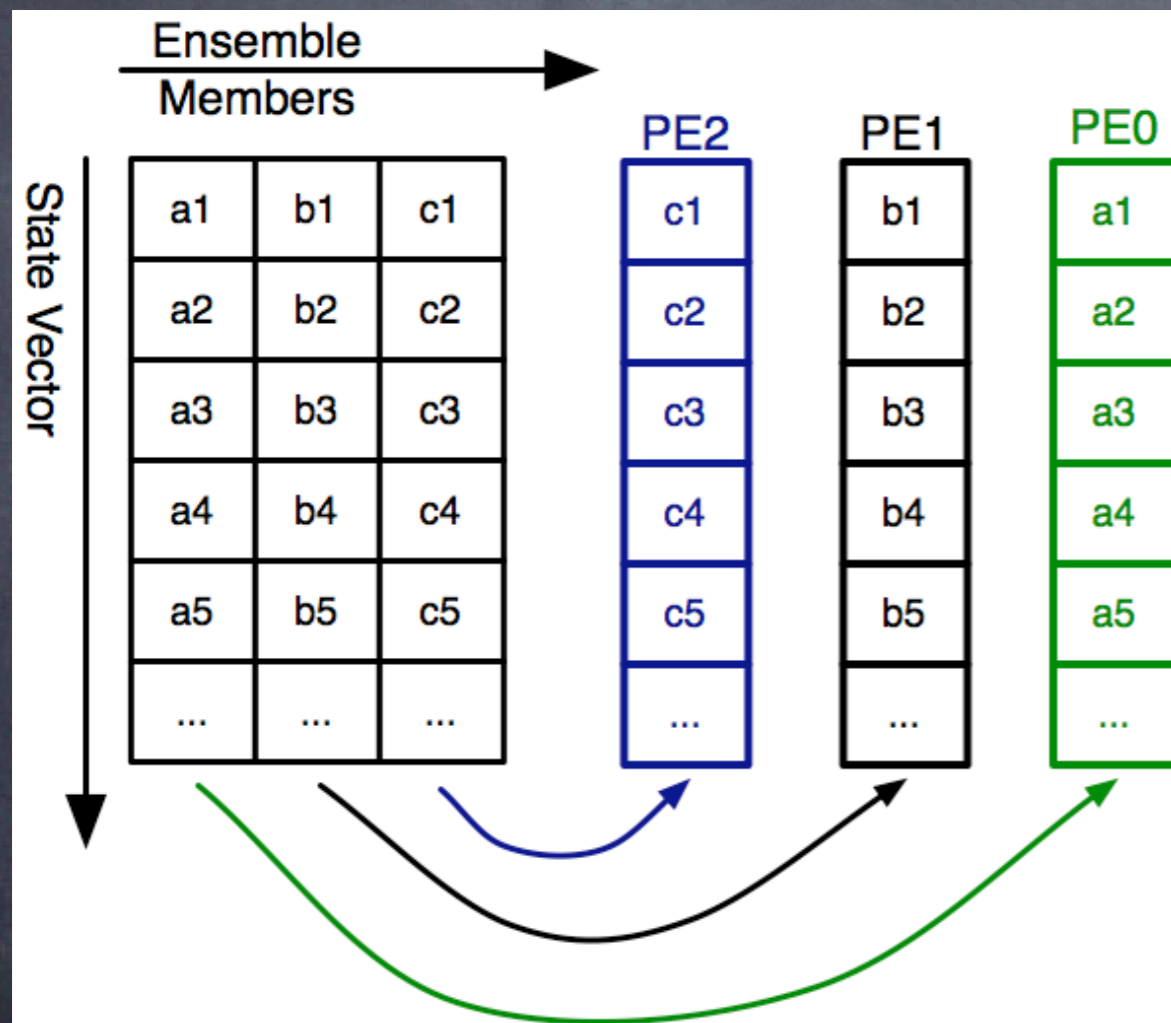 Ensemble
Members
State Vector
PE2 PE1 PE0
a1 b1 c1 c1 b1 a1
a2 b2 c2 c2 b2 a2
a3 b3 c3 c3 b3 a3
a4 b4 c4 c4 b4 a4
a5 b5 c5 c5 b5 a5
... ... ... ... ... ...